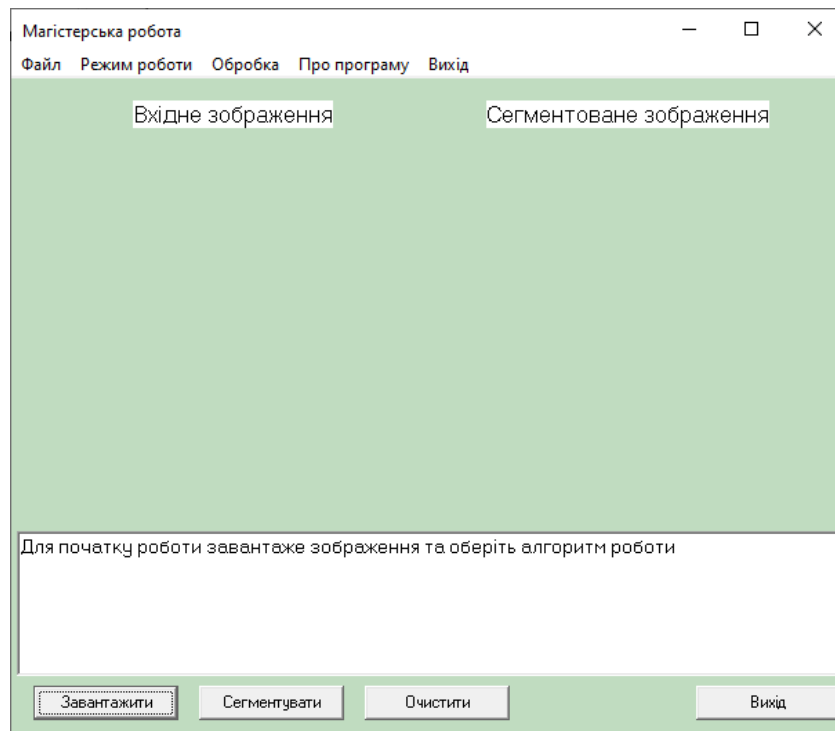 Магістерська робота
Файл Режим роботи Обробка Про програму Вихід
Вхідне зображення Сегментоване зображення
Для початку роботи завантаже зображення та оберіть алгоритм роботи
Завантажити Сегментувати Очистити Вихід